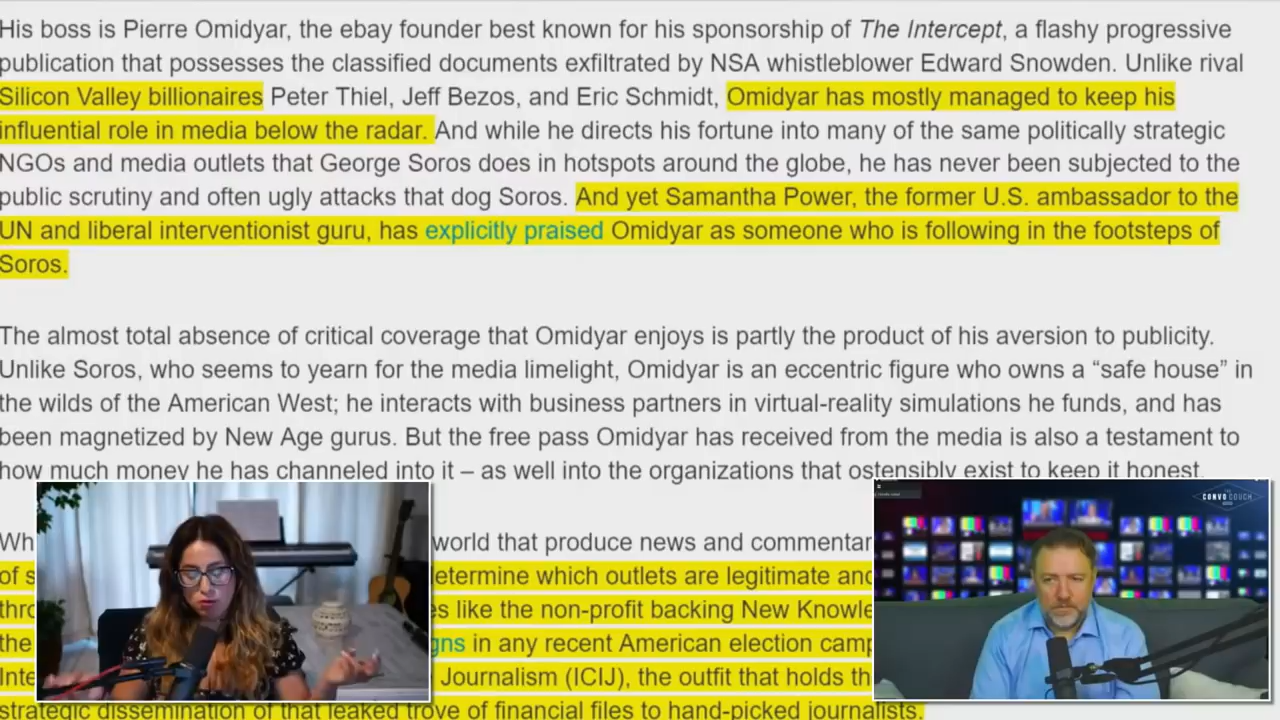 His boss is Pierre Omidyar, the ebay founder best known for his sponsorship of The Intercept, a flashy progressive
publication that possesses the classified documents exfiltrated by NSA whistleblower Edward Snowden. Unlike rival
Silicon Valley billionaires Peter Thiel, Jeff Bezos, and Eric Schmidt, Omidyar has mostly managed to keep his
influential role in media below the radar. And while he directs his fortune into many of the same politically strategic
NGOs and media outlets that George Soros does in hotspots around the globe, he has never been subjected to the
public scrutiny and often ugly attacks that dog Soros. And yet Samantha Power, the former U.S. ambassador to the
UN and liberal interventionist guru, has explicitly praised Omidyar as someone who is following in the footsteps of
Soros.
The almost total absence of critical coverage that Omidyar enjoys is partly the product of his aversion to publicity.
Unlike Soros, who seems to yearn for the media limelight, Omidyar is an eccentric figure who owns a “safe house” in
the wilds of the American West; he interacts with business partners in virtual-reality simulations he funds, and has
been magnetized by New Age gurus. But the free pass Omidyar has received from the media is also a testament to
how much money he has channeled into it – as well into the organizations that ostensibly exist to keep it honest.
world that produce news and commentar
determine which outlets are legitimate and
like the non-profit backing New Knowle
the in any recent American election camp
Journalism (ICIJ), the outfit that holds th
strategic dissemination of that leaked trove of financial files to hand-picked journalists.
CONVO COUCH